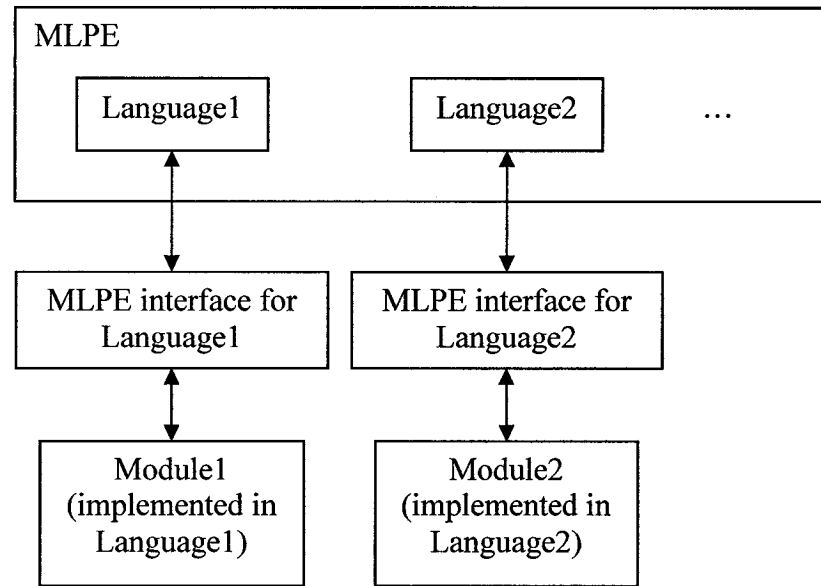 MLPE
Language1
Language2
...
MLPE interface for
Language1
MLPE interface for
Language2
Module1
(implemented in
Language1)
Module2
(implemented in
Language2)